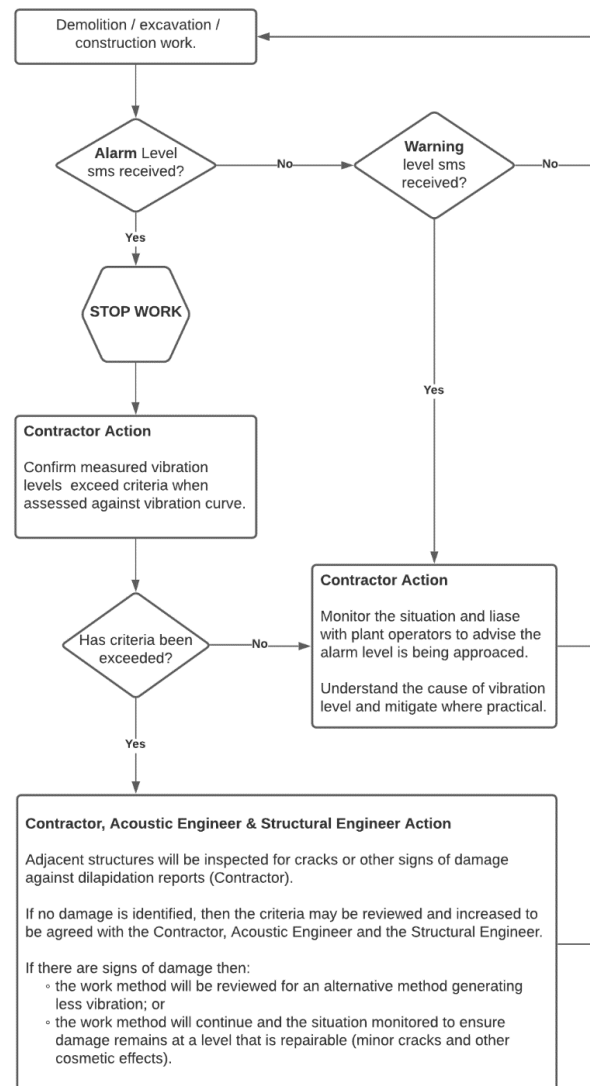 Demolition / excavation /
construction work.
Alarm Level
sms received?
No
Warning
level sms
received?
No
Yes
STOP WORK
Yes
Contractor Action
Confirm measured vibration
levels exceed criteria when
assessed against vibration curve.
Contractor Action
Monitor the situation and liase
with plant operators to advise the
alarm level is being approaced.
Understand the cause of vibration
level and mitigate where practical.
Has criteria been
exceeded?
No
Yes
Contractor, Acoustic Engineer & Structural Engineer Action
Adjacent structures will be inspected for cracks or other signs of damage
against dilapidation reports (Contractor).
If no damage is identified, then the criteria may be reviewed and increased to
be agreed with the Contractor, Acoustic Engineer and the Structural Engineer.
If there are signs of damage then:
◦ the work method will be reviewed for an alternative method generating
less vibration; or
◦ the work method will continue and the situation monitored to ensure
damage remains at a level that is repairable (minor cracks and other
cosmetic effects).